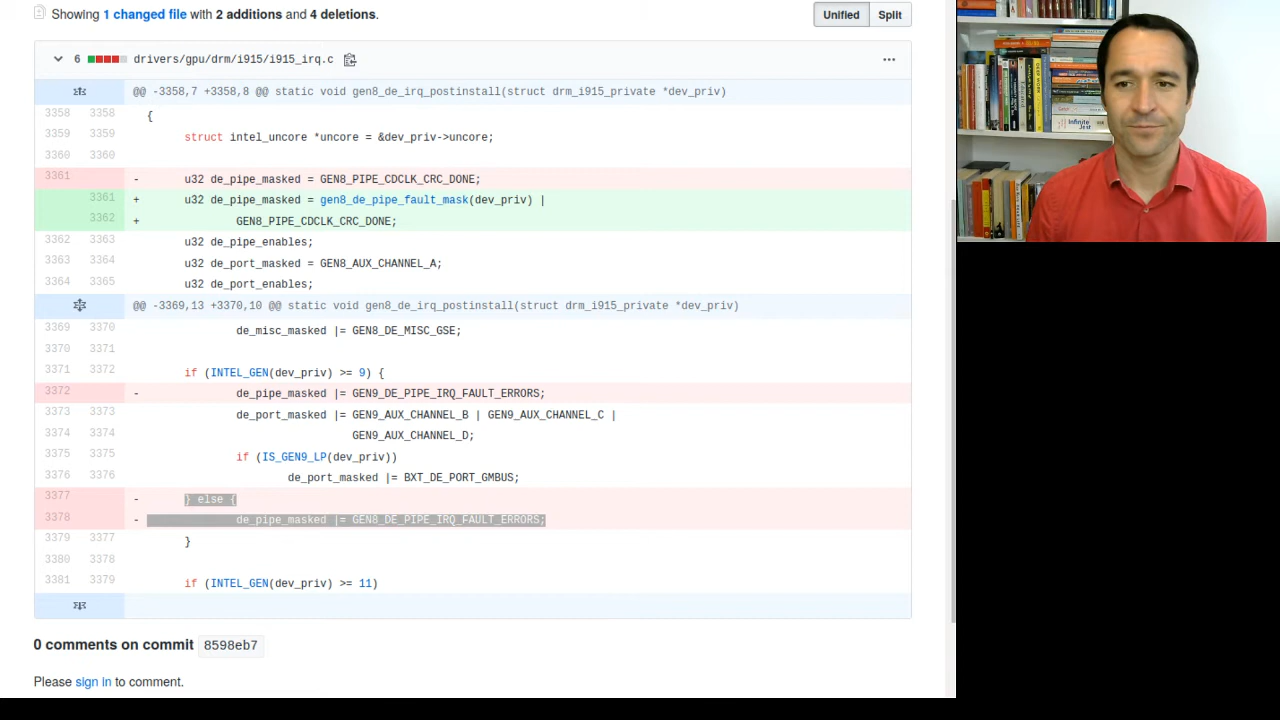 Showing 1 changed file with 2 additions and 4 deletions.
Unified Split
6 drivers/gpu/drm/i915/i915_irq.c
@@ -3358,7 +3358,8 @@ static void gen8_de_irq_postinstall(struct drm_i915_private *dev_priv)
3358 3358 {
3359 3359 struct intel_uncore *uncore = &dev_priv->uncore;
3360 3360
3361 - u32 de_pipe_masked = GEN8_PIPE_CDCLK_CRC_DONE;
3361 + u32 de_pipe_masked = gen8_de_pipe_fault_mask(dev_priv) |
3362 + GEN8_PIPE_CDCLK_CRC_DONE;
3362 3363 u32 de_pipe_enables;
3363 3364 u32 de_port_masked = GEN8_AUX_CHANNEL_A;
3364 3365 u32 de_port_enables;
@@ -3369,13 +3370,10 @@ static void gen8_de_irq_postinstall(struct drm_i915_private *dev_priv)
3369 3370 de_misc_masked |= GEN8_DE_MISC_GSE;
3370 3371
3371 3372 if (INTEL_GEN(dev_priv) >= 9) {
3372 - de_pipe_masked |= GEN9_DE_PIPE_IRQ_FAULT_ERRORS;
3373 3373 de_port_masked |= GEN9_AUX_CHANNEL_B | GEN9_AUX_CHANNEL_C |
3374 3374 GEN9_AUX_CHANNEL_D;
3375 3375 if (IS_GEN9_LP(dev_priv))
3376 3376 de_port_masked |= BXT_DE_PORT_GMBUS;
3377 - } else {
3378 - de_pipe_masked |= GEN8_DE_PIPE_IRQ_FAULT_ERRORS;
3379 3377 }
3380 3378
3381 3379 if (INTEL_GEN(dev_priv) >= 11)
0 comments on commit 8598eb7
Please sign in to comment.
DEEP WORK
Infinite Jest